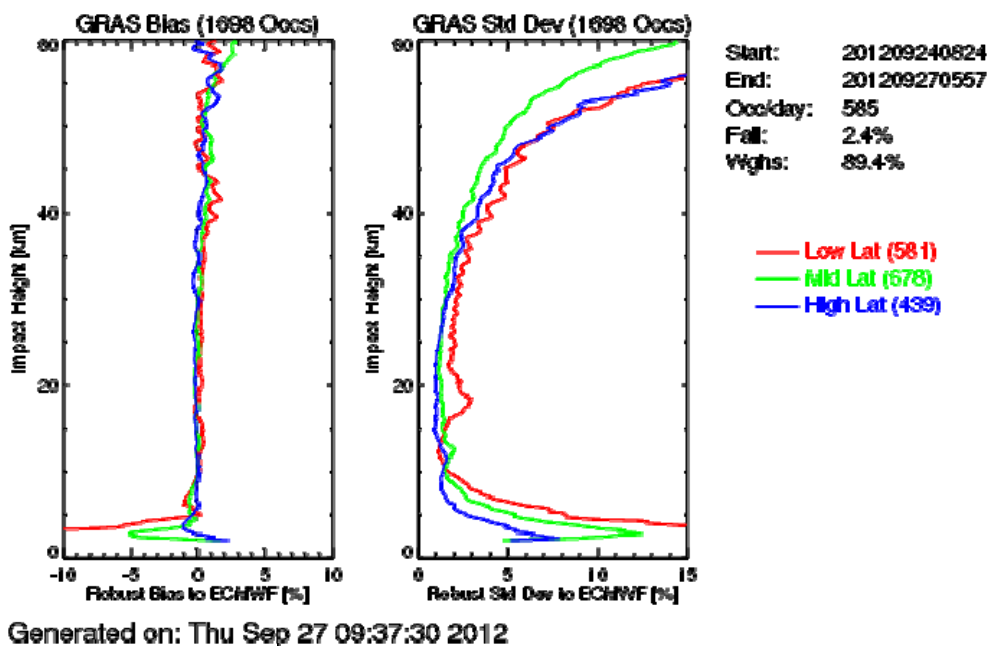 GRAS Bias (1698 Occs)
60
40
20
0
Impact Height [km]
-10 -5 0 5 10
Robust Bias to ECMWF [%]
GRAS Std Dev (1698 Occs)
60
40
20
0
Impact Height [km]
0 5 10 15
Robust Std Dev to ECMWF [%]
Start: 201209240824
End: 201209270557
Occ/day: 585
Fail: 2.4%
Wghs: 89.4%
Low Lat (581)
Mid Lat (678)
High Lat (439)
Generated on: Thu Sep 27 09:37:30 2012